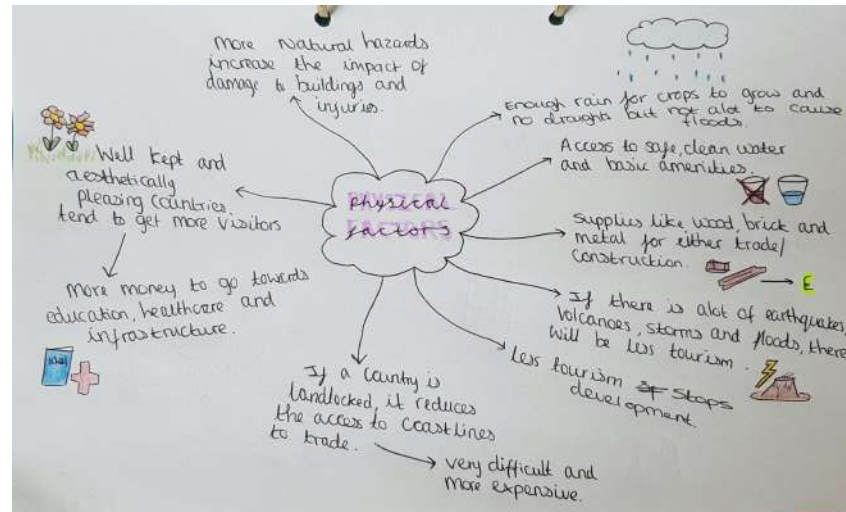 Physical
factors
More Natural hazards
increase the impact of
damage to buildings and
injuries.
Enough rain for crops to grow and
no draughts but not alot to cause
floods.
Access to safe, clean water
and basic amenities.
Supplies like wood, brick and
metal for either trade/
construction.
£
If there is alot of earthquakes,
volcanoes, storms and floods, there
will be less tourism.
Less tourism Stops
development.
If a country is
landlocked, it reduces
the access to coastlines
to trade.
very difficult and
more expensive.
Well kept and
aesthetically
pleasing countries
tend to get more visitors
More money to go towards
education, healthcare and
infrastructure.